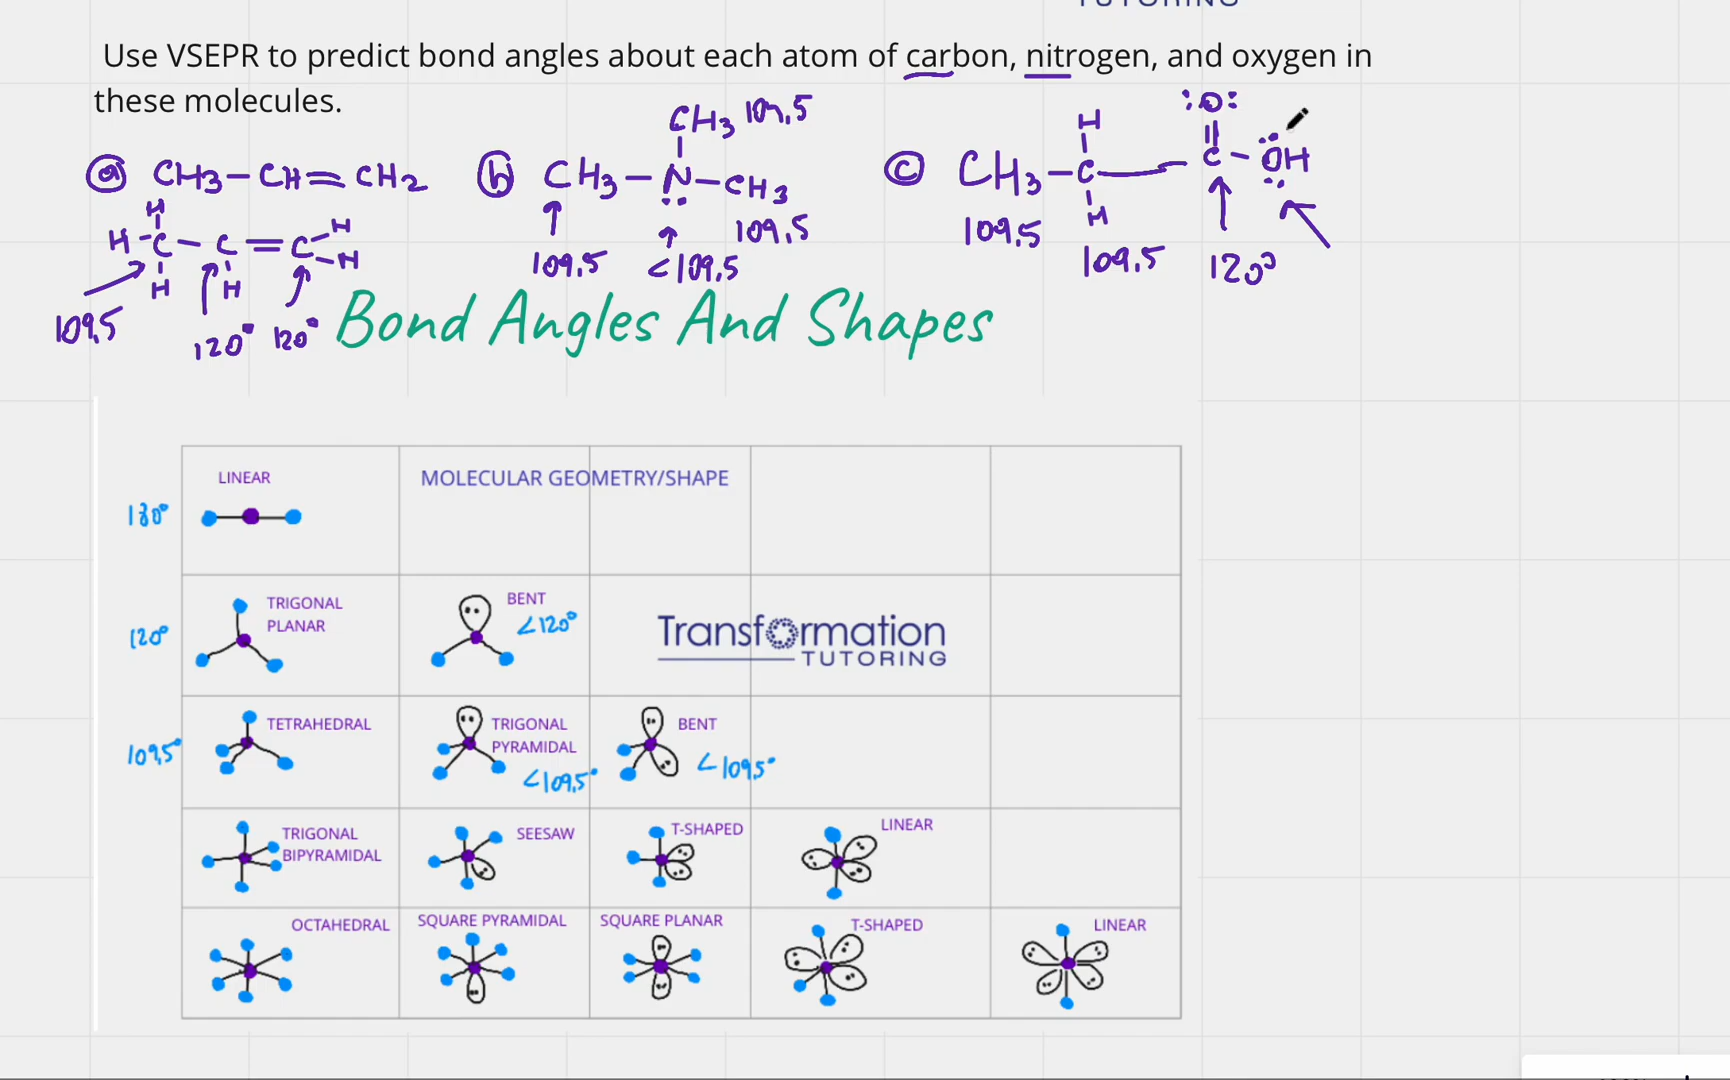 TUTORING
Use VSEPR to predict bond angles about each atom of carbon, nitrogen, and oxygen in
these molecules.
ⓐ CH3-CH=CH2
H
H-C-C=C-H
-H
H H
109.5 120° 120°
CH3 109.5
ⓑ CH3-N-CH3
109.5 <109.5 109.5
H :O:
ⓒ CH3-C-C-OH
H
109.5 109.5 120°
Bond Angles And Shapes
MOLECULAR GEOMETRY/SHAPE
180° LINEAR
120° TRIGONAL
PLANAR
BENT
<120°
Transformation
TUTORING
109.5° TETRAHEDRAL
TRIGONAL
PYRAMIDAL
<109.5°
BENT
<109.5°
TRIGONAL
BIPYRAMIDAL
SEESAW
T-SHAPED
LINEAR
OCTAHEDRAL
SQUARE PYRAMIDAL
SQUARE PLANAR
T-SHAPED
LINEAR